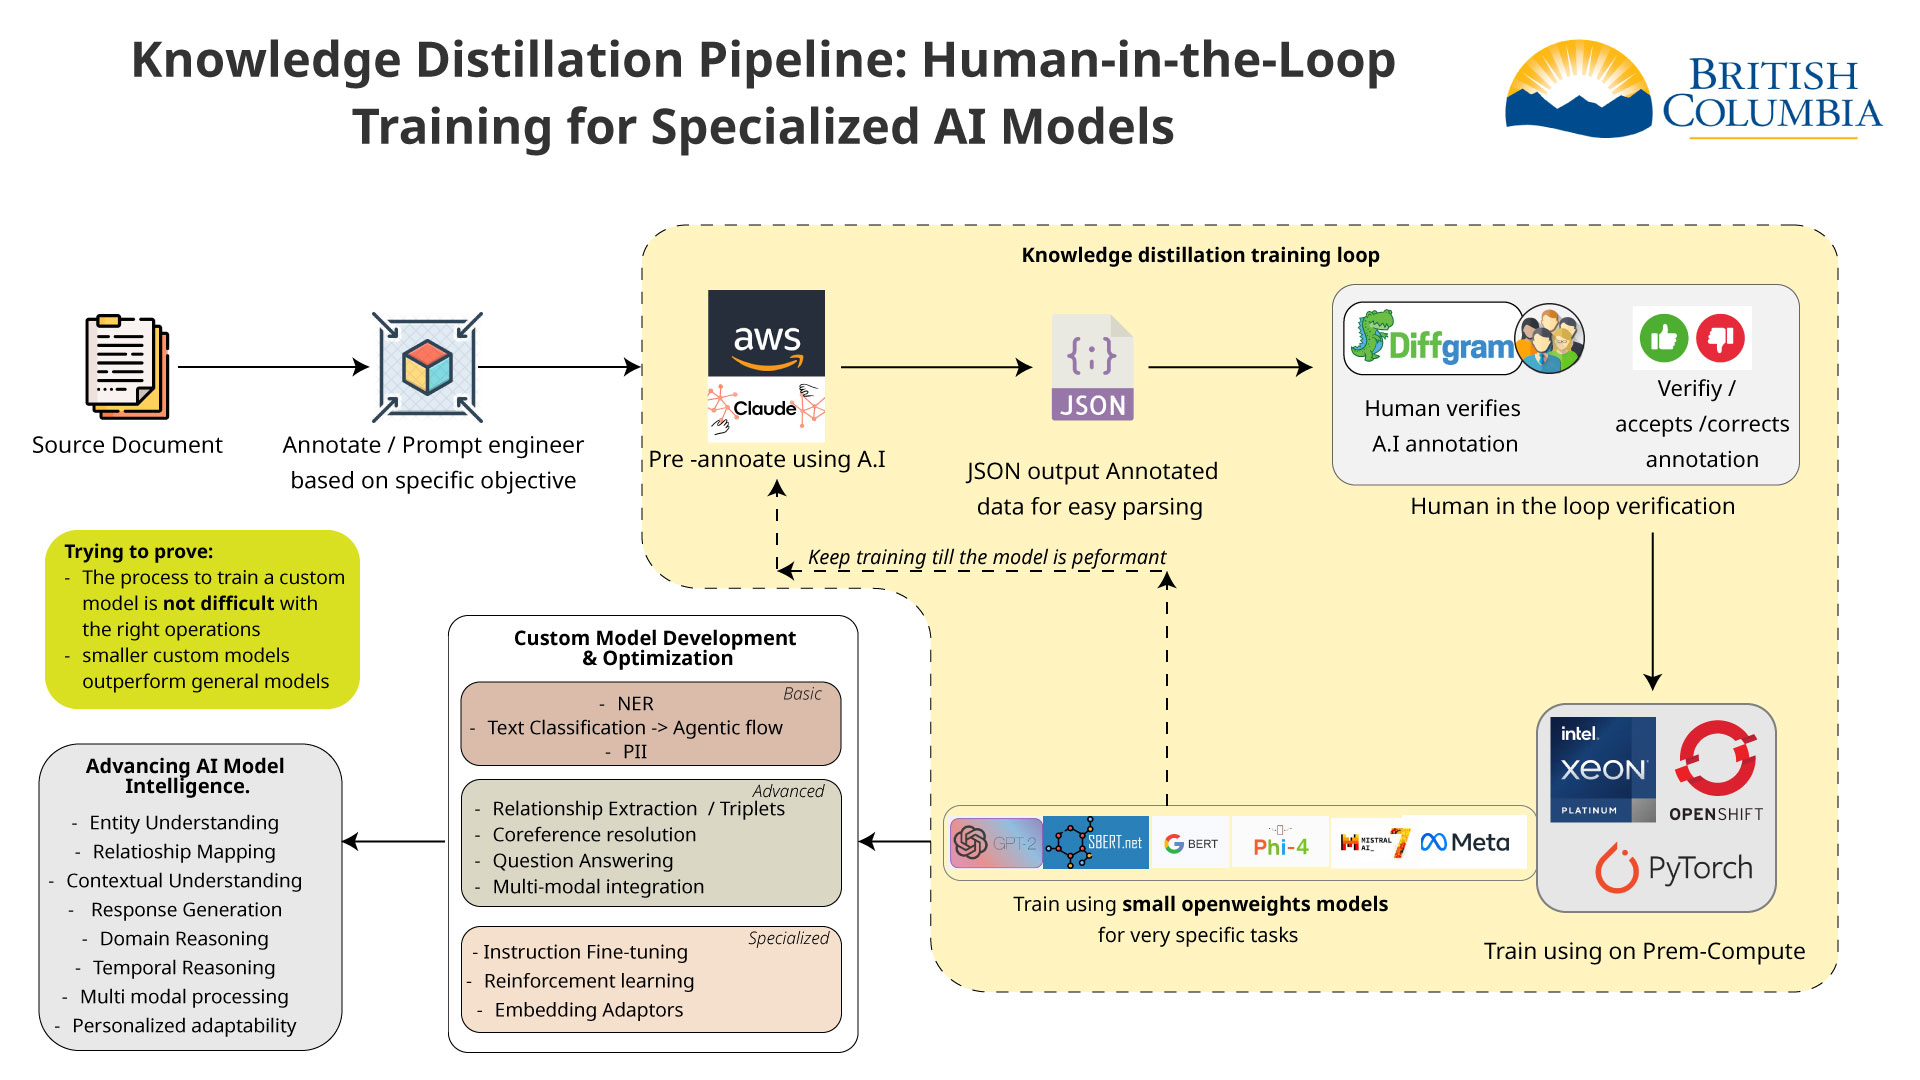 Knowledge Distillation Pipeline: Human-in-the-Loop
Training for Specialized AI Models
BRITISH
COLUMBIA
Knowledge distillation training loop
Source Document
Annotate / Prompt engineer
based on specific objective
aws
Claude
Pre -annoate using A.I
{;}
JSON
JSON output Annotated
data for easy parsing
Diffgram
Human verifies
A.I annotation
Verifiy /
accepts /corrects
annotation
Human in the loop verification
Keep training till the model is peformant
Trying to prove:
- The process to train a custom
model is not difficult with
the right operations
- smaller custom models
outperform general models
Custom Model Development
& Optimization
Basic
- NER
- Text Classification -> Agentic flow
- PII
Advanced
- Relationship Extraction / Triplets
- Coreference resolution
- Question Answering
- Multi-modal integration
Specialized
- Instruction Fine-tuning
- Reinforcement learning
- Embedding Adaptors
Advancing AI Model
Intelligence.
- Entity Understanding
- Relatioship Mapping
- Contextual Understanding
- Response Generation
- Domain Reasoning
- Temporal Reasoning
- Multi modal processing
- Personalized adaptability
GPT-2
SBERT.net
G BERT
Phi-4
MISTRAL
AI_
7
Meta
Train using small openweights models
for very specific tasks
intel.
xeon
PLATINUM
OPENSHIFT
PyTorch
Train using on Prem-Compute